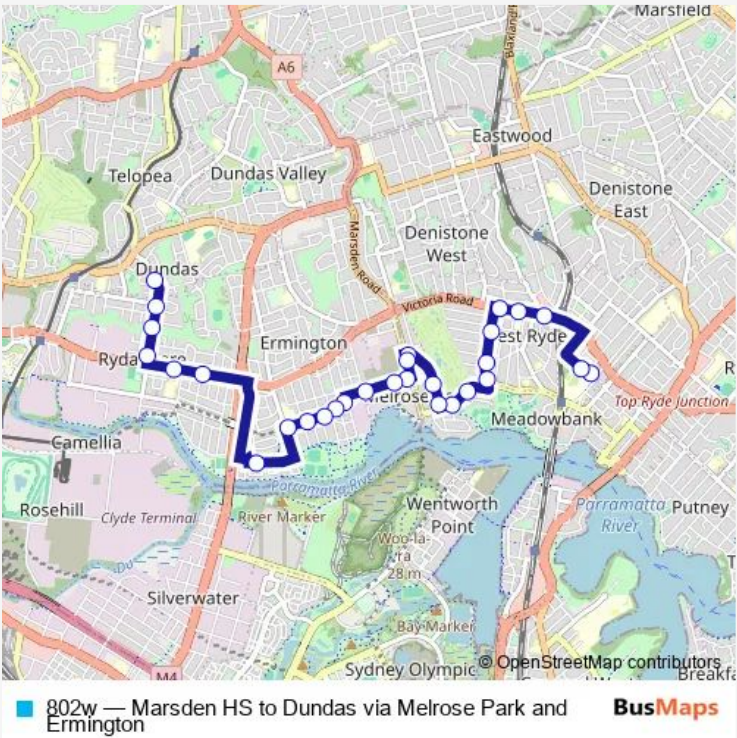 Marsfield
Blaxland
A6
Eastwood
Telopea
Dundas Valley
Denistone
East
Denistone
West
Marsden Road
Dundas
Victoria Road
Ermington
est Ryde
Ryda
Melrose
R
Top Ryde Junction
Meadowbank
Camellia
Parramatta River
Rosehill
Clyde Terminal
River Marker
Wentworth
Point
Parramatta
River
Putney
Woo-la-
ra
28 m
Du
T
Silverwater
Bay Marker
M4
Sydney Olympic
© OpenStreetMap contributors
Breakfa
802w — Marsden HS to Dundas via Melrose Park and
Ermington
BusMaps